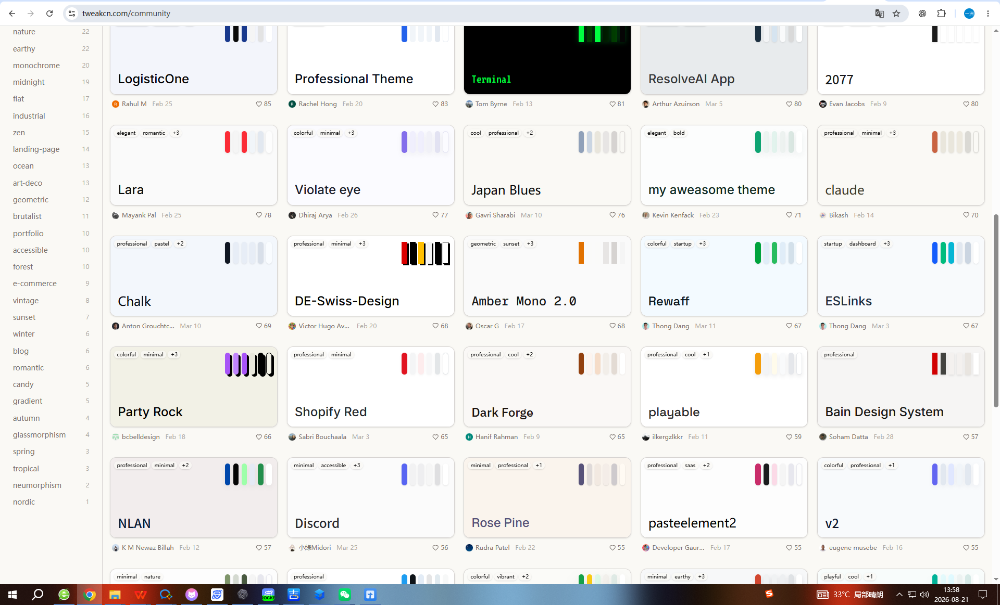 tweakcn.com/community
nature 22
earthy 22
monochrome 20
midnight 19
flat 17
industrial 16
zen 15
landing-page 14
ocean 13
art-deco 13
geometric 12
brutalist 11
portfolio 10
accessible 10
forest 10
e-commerce 9
vintage 8
sunset 7
winter 6
blog 6
romantic 6
candy 5
gradient 5
autumn 4
glassmorphism 4
spring 3
tropical 3
neumorphism 2
nordic 1
LogisticOne
Rahul M Feb 25 85
Professional Theme
Rachel Hong Feb 20 83
Terminal
Tom Byrne Feb 13 81
ResolveAI App
Arthur Azuirson Mar 5 80
2077
Evan Jacobs Feb 9 80
elegant romantic +3
Lara
Mayank Pal Feb 25 78
colorful minimal +3
Violate eye
Dhiraj Arya Feb 26 77
cool professional +2
Japan Blues
Gavri Sharabi Mar 10 76
elegant bold
my aweasome theme
Kevin Kenfack Feb 23 71
professional minimal +3
claude
Bikash Feb 14 70
professional pastel +2
Chalk
Anton Grouchtc... Mar 10 69
professional minimal +3
DE-Swiss-Design
Victor Hugo Av... Feb 20 68
geometric sunset +3
Amber Mono 2.0
Oscar G Feb 17 68
colorful startup +3
Rewaff
Thong Dang Mar 11 67
startup dashboard +3
ESLinks
Thong Dang Mar 3 67
colorful minimal +3
Party Rock
bcbelldesign Feb 18 66
professional minimal
Shopify Red
Sabri Bouchaala Mar 3 65
professional cool +2
Dark Forge
Hanif Rahman Feb 9 65
professional cool +1
playable
ilkergzlkkr Feb 11 59
professional
Bain Design System
Soham Datta Feb 28 57
professional minimal +2
NLAN
K M Newaz Billah Feb 12 57
minimal accessible +3
Discord
小緑Midori Mar 25 56
minimal professional +1
Rose Pine
Rudra Patel Feb 22 55
professional saas +2
pasteelement2
Developer Gaur... Feb 17 55
colorful professional +1
v2
eugene musebe Feb 16 55
minimal nature
professional
colorful vibrant +2
minimal earthy +3
playful cool +1
33°C 局部晴朗
13:58
2026-08-21